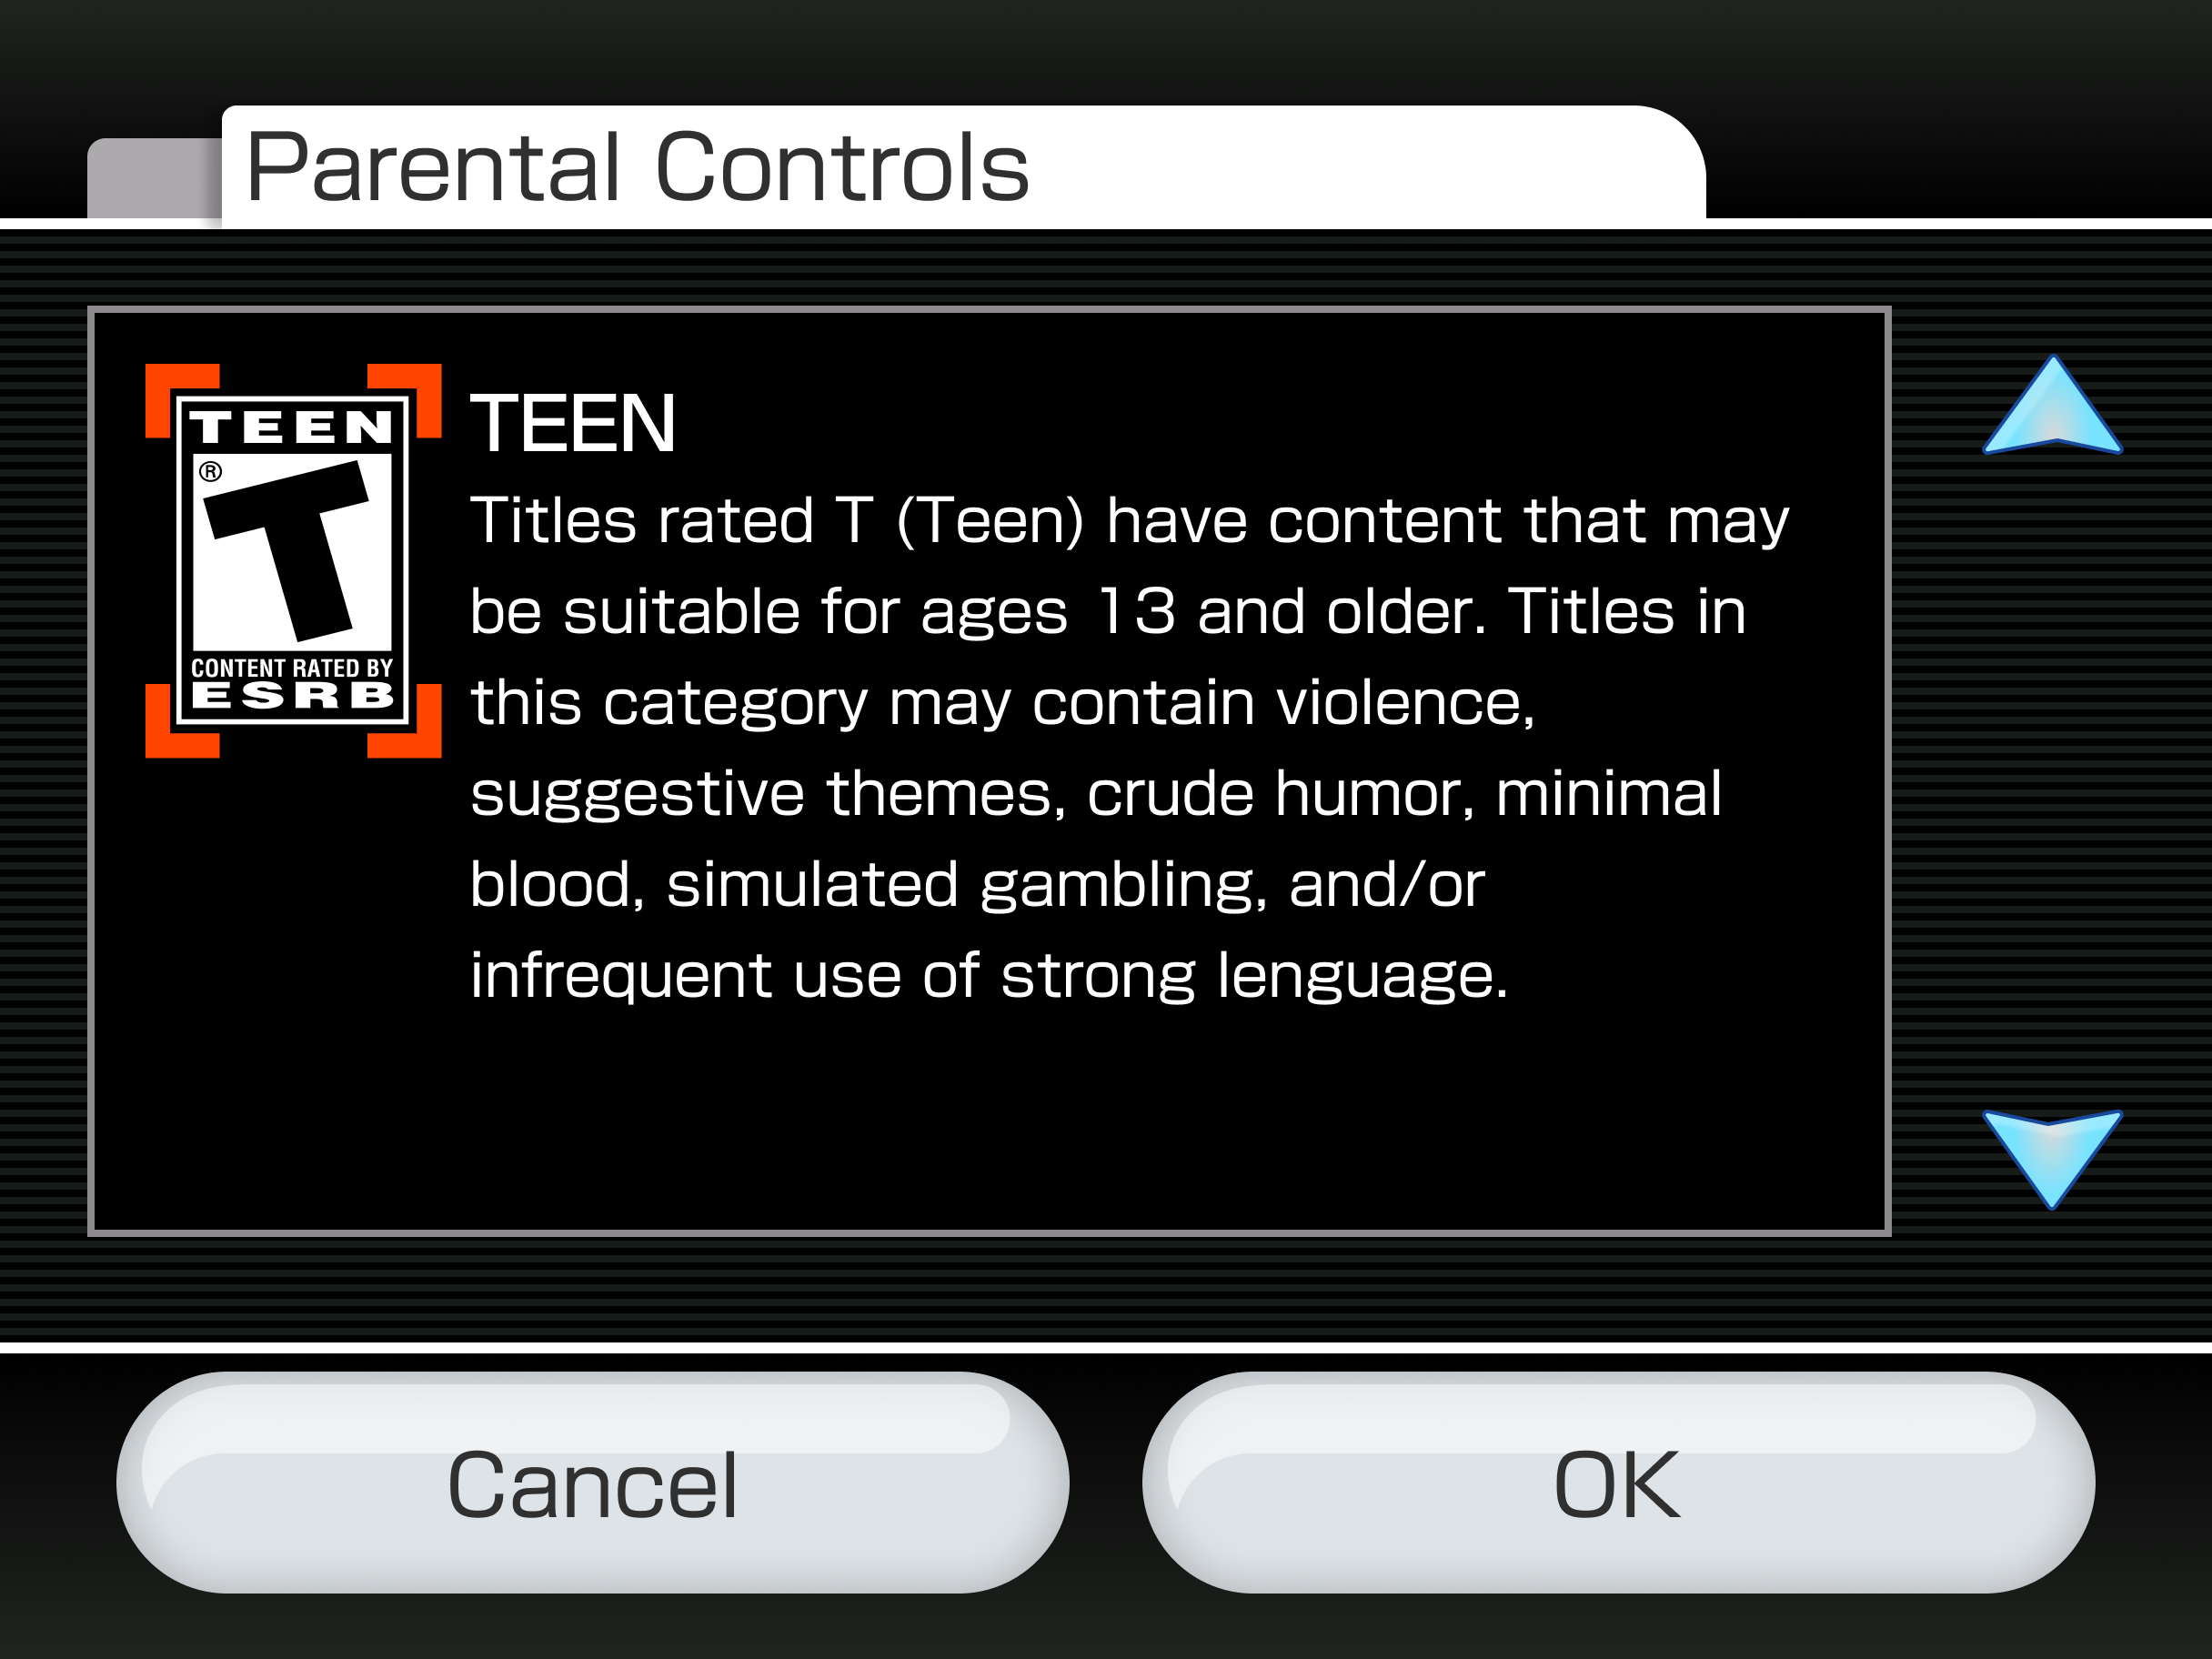 Parental Controls
TEEN
®
T
CONTENT RATED BY
ESRB
TEEN
Titles rated T (Teen) have content that may
be suitable for ages 13 and older. Titles in
this category may contain violence,
suggestive themes, crude humor, minimal
blood, simulated gambling, and/or
infrequent use of strong lenguage.
Cancel
OK